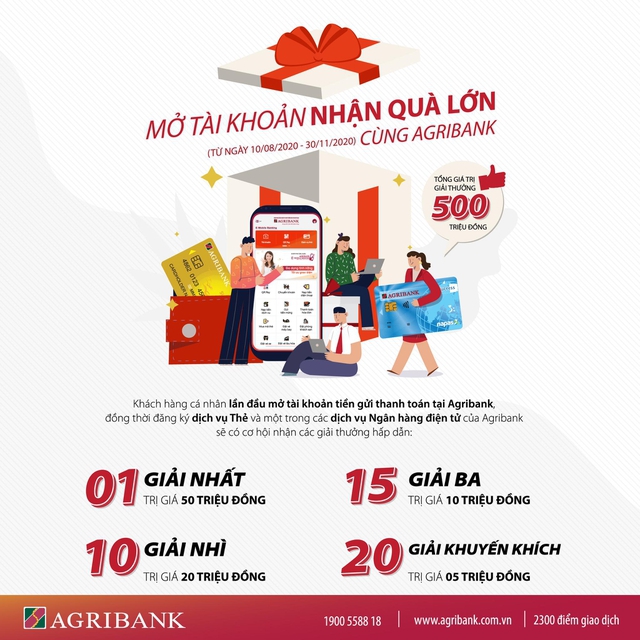 MỞ TÀI KHOẢN NHẬN QUÀ LỚN
(TỪ NGÀY 10/08/2020 - 30/11/2020) CÙNG AGRIBANK
TỔNG GIÁ TRỊ
GIẢI THƯỞNG
500
TRIỆU ĐỒNG
AGRIBANK
AGRIBANK
AGRIBANK
napas
Khách hàng cá nhân lần đầu mở tài khoản tiền gửi thanh toán tại Agribank,
đồng thời đăng ký dịch vụ Thẻ và một trong các dịch vụ Ngân hàng điện tử của Agribank
sẽ có cơ hội nhận các giải thưởng hấp dẫn:
01 GIẢI NHẤT
TRỊ GIÁ 50 TRIỆU ĐỒNG
15 GIẢI BA
TRỊ GIÁ 10 TRIỆU ĐỒNG
10 GIẢI NHÌ
TRỊ GIÁ 20 TRIỆU ĐỒNG
20 GIẢI KHUYẾN KHÍCH
TRỊ GIÁ 05 TRIỆU ĐỒNG
AGRIBANK
1900 5588 18 | www.agribank.com.vn | 2300 điểm giao dịch